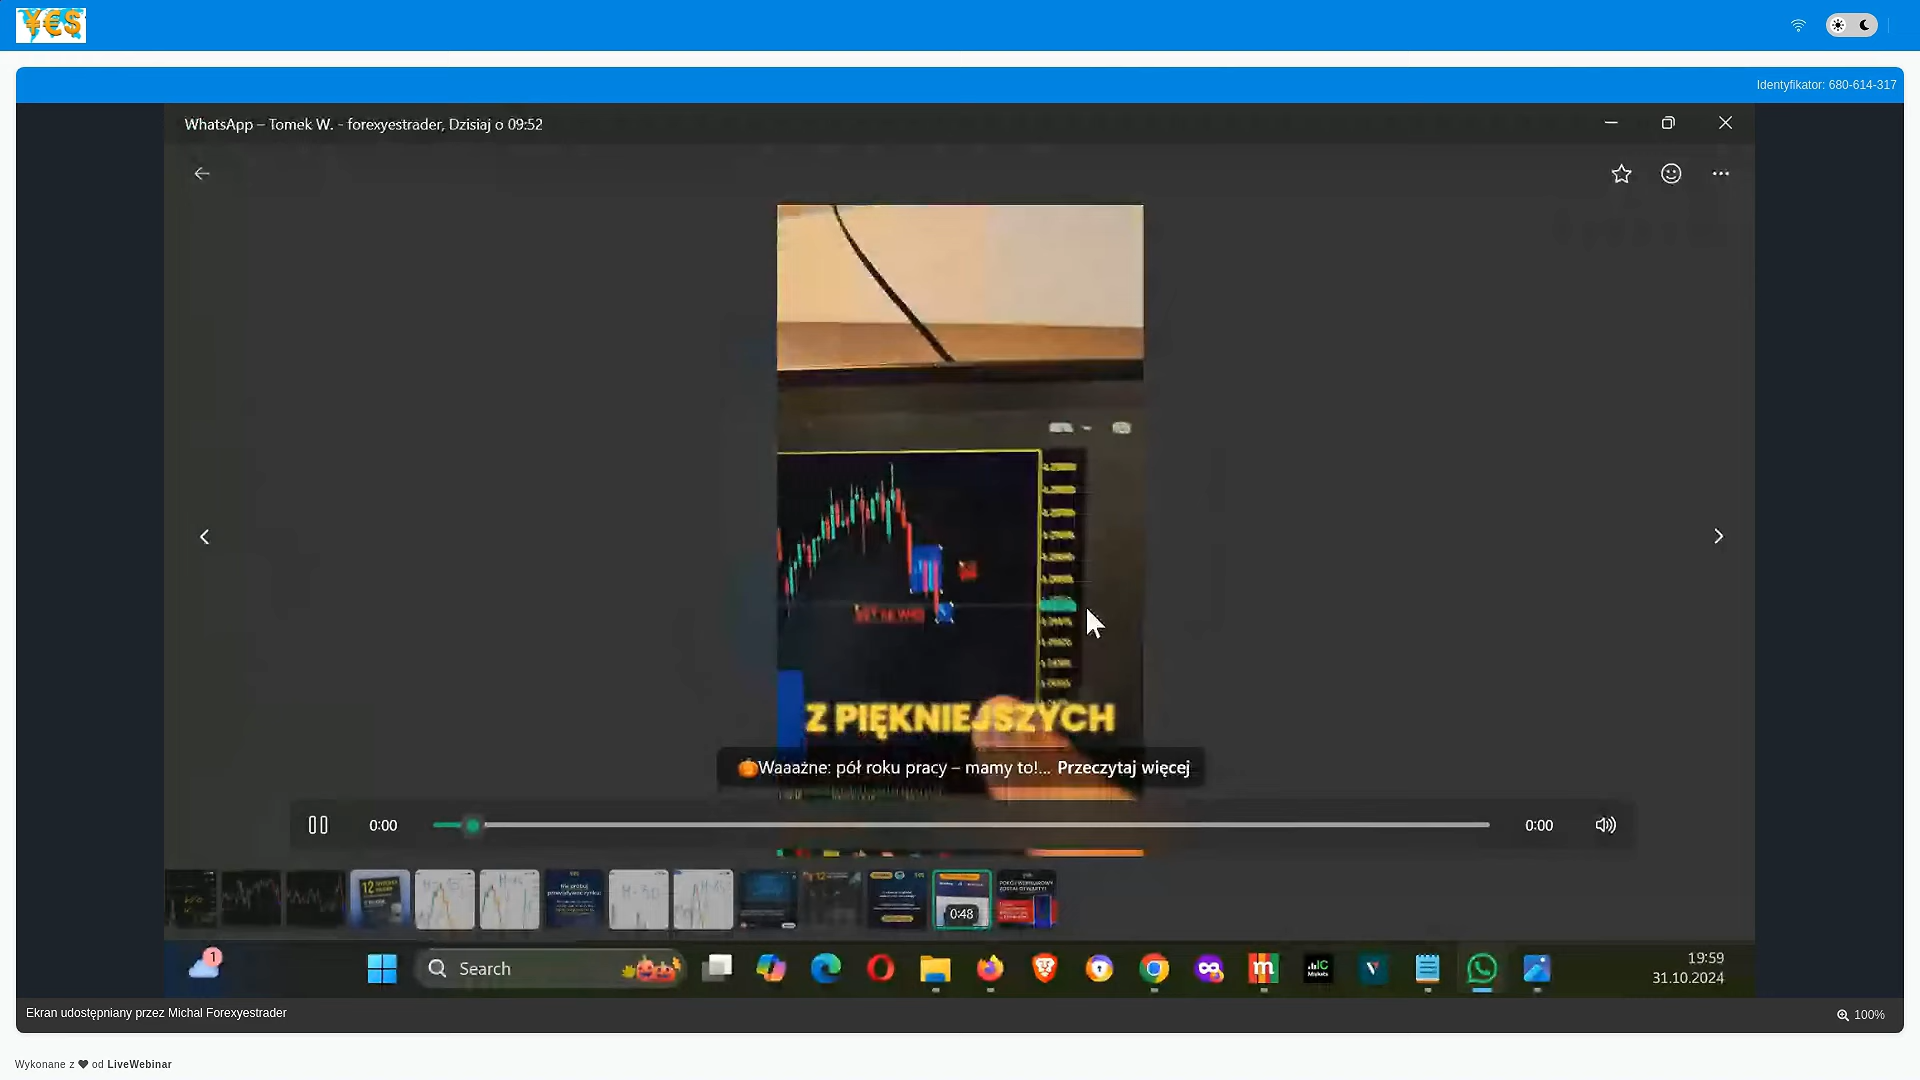 ¥€$
Identyfikator: 680-614-317
WhatsApp – Tomek W. - forexyestrader, Dzisiaj o 09:52
Z PIĘKNIEJSZYCH
Waaażne: pół roku pracy – mamy to!... Przeczytaj więcej
0:00
0:00
12
0:48
1
Search
19:59
31.10.2024
Ekran udostępniany przez Michal Forexyestrader
100%
Wykonane z ❤ od LiveWebinar